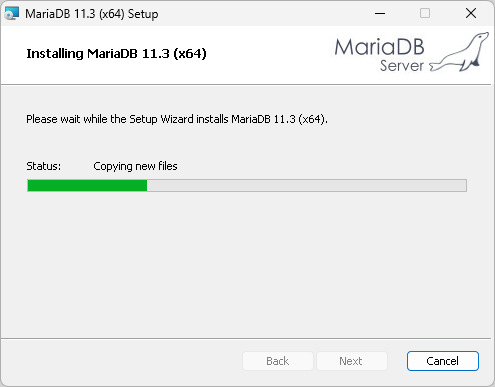 MariaDB 11.3 (x64) Setup
Installing MariaDB 11.3 (x64)
MariaDB
Server
Please wait while the Setup Wizard installs MariaDB 11.3 (x64).
Status: Copying new files
Back Next Cancel